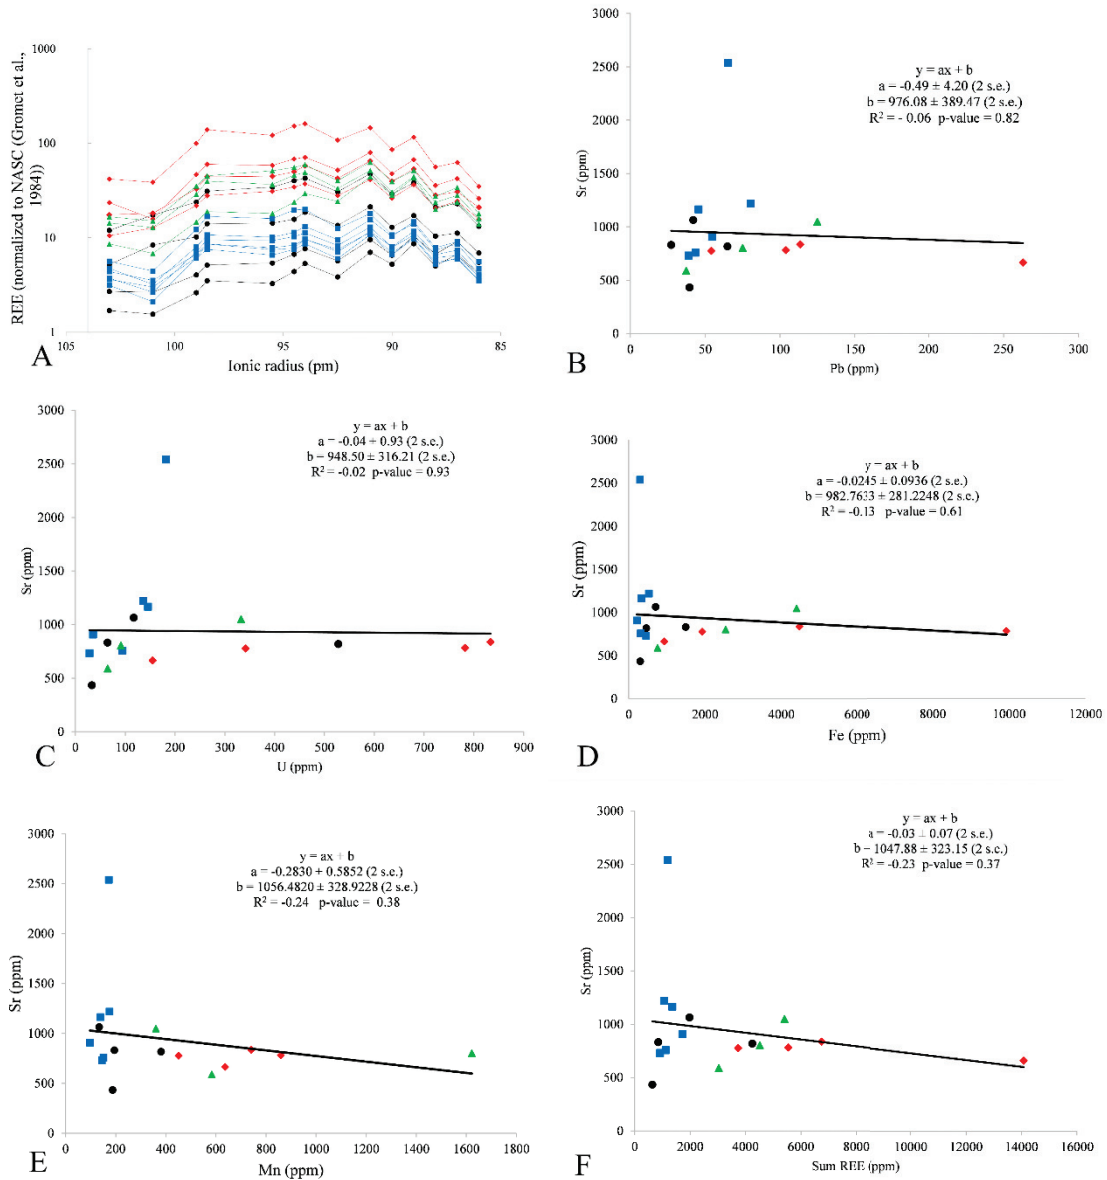 REE (normalized to NASC (Gromet et al.,
1984))
1000
100
10
1
105
100
95
90
85
Ionic radius (pm)
A
Sr (ppm)
3000
2500
2000
1500
1000
500
0
y = ax + b
a = -0.49 ± 4.20 (2 s.e.)
b = 976.08 ± 389.47 (2 s.e.)
R² = - 0.06 p-value = 0.82
0
50
100
150
200
250
300
Pb (ppm)
B
Sr (ppm)
3000
2500
2000
1500
1000
500
0
y = ax + b
a = -0.04 ± 0.93 (2 s.e.)
b = 948.50 ± 316.21 (2 s.e.)
R² = -0.02 p-value = 0.93
0
100
200
300
400
500
600
700
800
900
U (ppm)
C
Sr (ppm)
3000
2500
2000
1500
1000
500
0
y = ax + b
a = -0.0245 ± 0.0936 (2 s.e.)
b = 982.7633 ± 281.2248 (2 s.e.)
R² = -0.13 p-value = 0.61
0
2000
4000
6000
8000
10000
12000
Fe (ppm)
D
Sr (ppm)
3000
2500
2000
1500
1000
500
0
y = ax + b
a = -0.2830 ± 0.5852 (2 s.e.)
b = 1056.4820 ± 328.9228 (2 s.e.)
R² = -0.24 p-value = 0.38
0
200
400
600
800
1000
1200
1400
1600
1800
Mn (ppm)
E
Sr (ppm)
3000
2500
2000
1500
1000
500
0
y = ax + b
a = -0.03 ± 0.07 (2 s.e.)
b = 1047.88 ± 323.15 (2 s.e.)
R² = -0.23 p-value = 0.37
0
2000
4000
6000
8000
10000
12000
14000
16000
Sum REE (ppm)
F